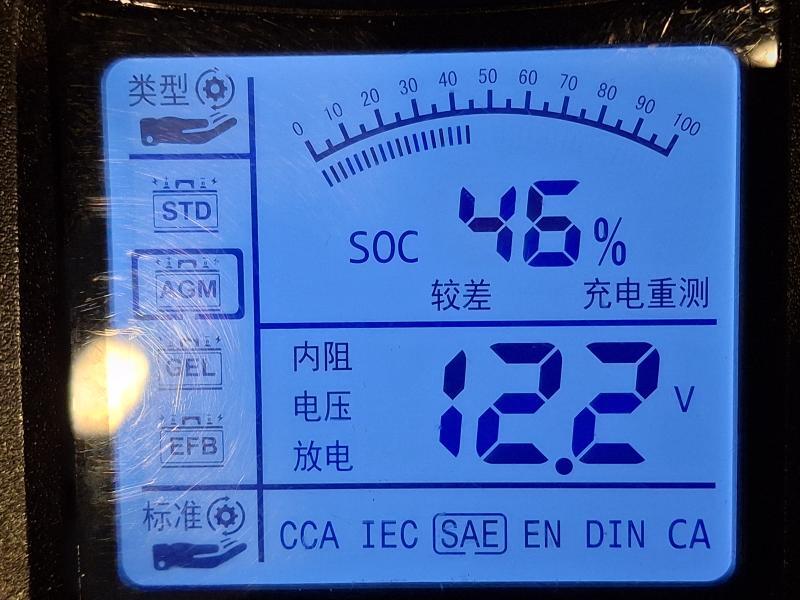 类型
0 10 20 30 40 50 60 70 80 90 100
STD
SOC 46%
AGM
较差 充电重测
GEL
内阻
电压
放电
12.2 V
EFB
标准
CCA IEC SAE EN DIN CA